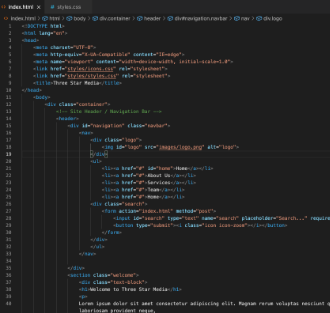 index.html × styles.css
index.html > html > body > div.container > header > div#navigation.navbar > nav > div.logo
1 <!DOCTYPE html>
2 <html lang="en">
3 <head>
4 <meta charset="UTF-8">
5 <meta http-equiv="X-UA-Compatible" content="IE=edge">
6 <meta name="viewport" content="width=device-width, initial-scale=1.0">
7 <link href="styles/icons.css" rel="stylesheet">
8 <link href="styles/styles.css" rel="stylesheet">
9 <title>Three Star Media</title>
10 </head>
11 <body>
12 <div class="container">
13 <!-- Site Header / Navigation Bar -->
14 <header>
15 <div id="navigation" class="navbar">
16 <nav>
17 <div class="logo">
18 <img id="logo" src="images/logo.png" alt="logo">
19 </div>
20 <ul>
21 <li><a href="#" id="home">Home</a></li>
22 <li><a href="#">About Us</a></li>
23 <li><a href="#">Services</a></li>
24 <li><a href="#">Team</a></li>
25 <li><a href="#">Home</a></li>
26 <div class="search">
27 <form action="index.html" method="post">
28 <input id="search" type="text" name="search" placeholder="Search..." require
29 <button type="submit"><i class="icon icon-zoom"></i></button>
30 </form>
31 </div>
32 </ul>
33 </nav>
34
35 </div>
36 <section class="welcome">
37 <div class="text-block">
38 <h1>Welcome to Three Star Media</h1>
39 <p>
40 Lorem ipsum dolor sit amet consectetur adipisicing elit. Magnam rerum voluptas nesciunt
laboriosam provident neque,